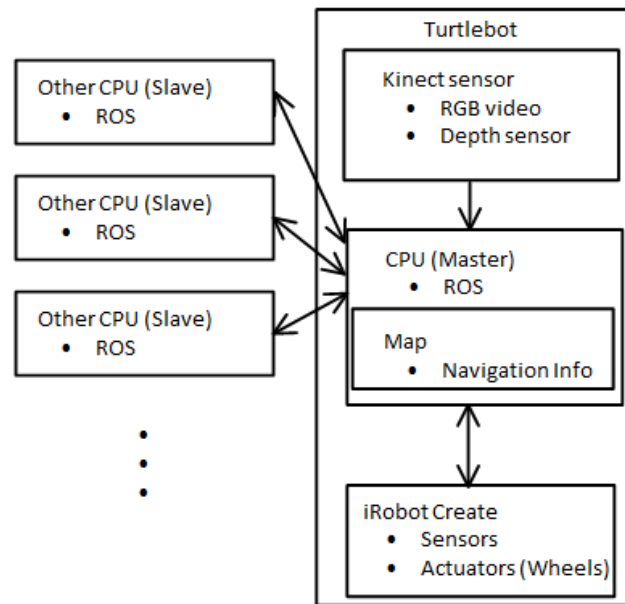 Other CPU (Slave)
• ROS
Other CPU (Slave)
• ROS
Other CPU (Slave)
• ROS
Turtlebot
Kinect sensor
• RGB video
• Depth sensor
CPU (Master)
• ROS
Map
• Navigation Info
iRobot Create
• Sensors
• Actuators (Wheels)